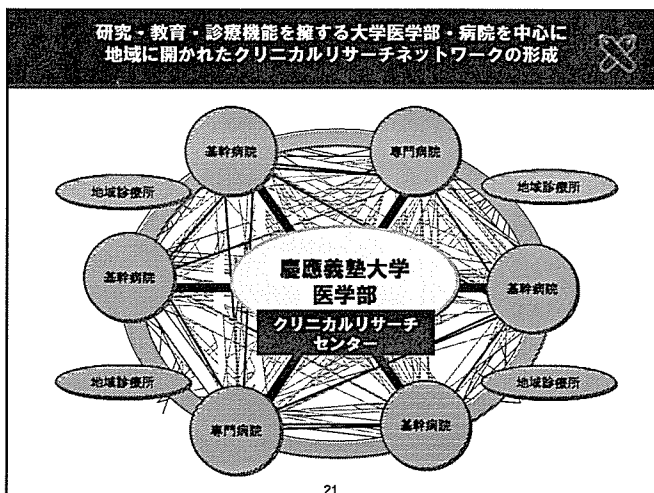 研究・教育・診療機能を擁する大学医学部・病院を中心に
地域に開かれたクリニカルリサーチネットワークの形成
基幹病院
専門病院
地域診療所
地域診療所
基幹病院
慶應義塾大学
医学部
基幹病院
クリニカルリサーチ
センター
地域診療所
地域診療所
専門病院
基幹病院
21